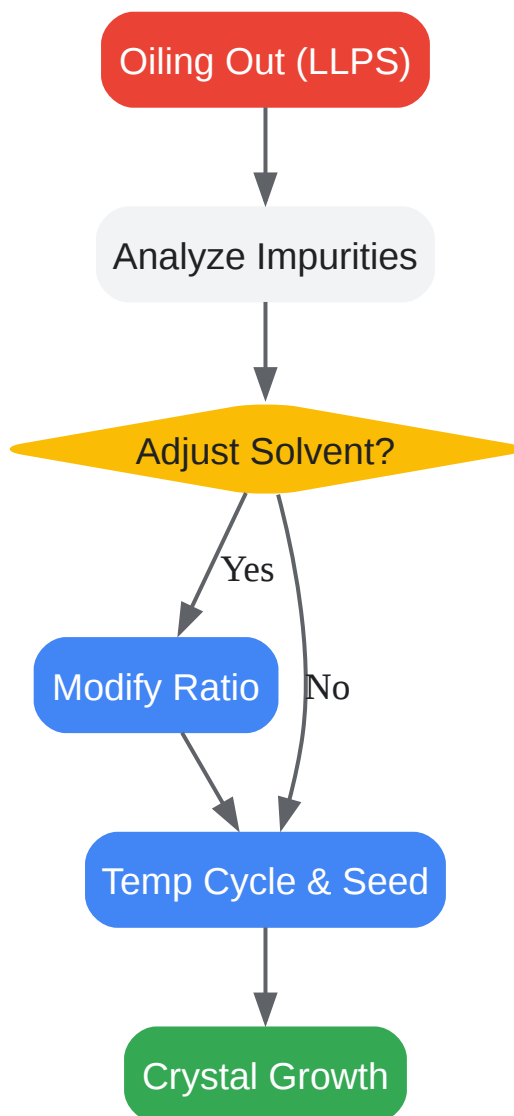 Oiling Out (LLPS)
Analyze Impurities
Adjust Solvent?
Yes
Modify Ratio
No
Temp Cycle & Seed
Crystal Growth